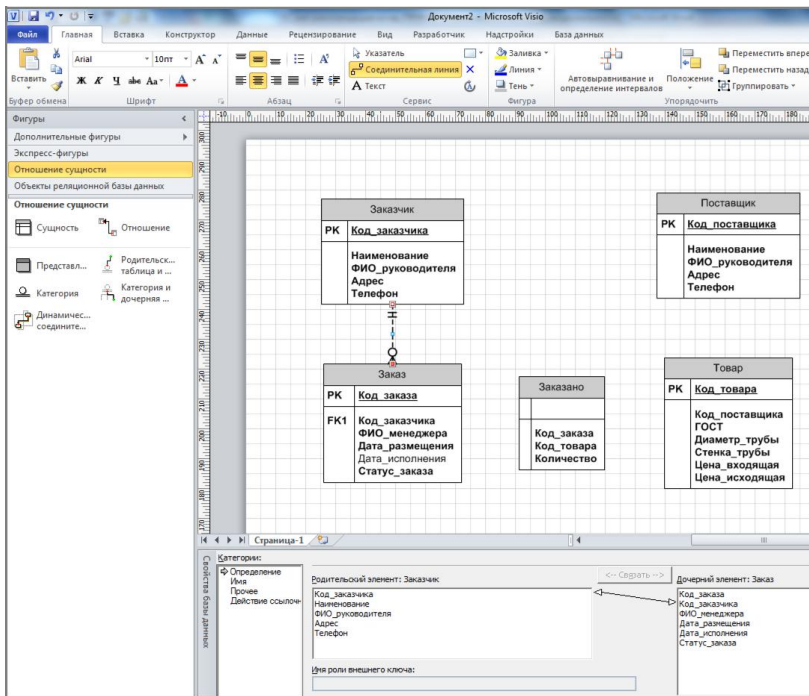 Документ2 - Microsoft Visio
Файл Главная Вставка Конструктор Данные Рецензирование Вид Разработчик Надстройки База данных
Вставить
Arial 10пт
Ж К Ч abc Aa A
Указатель
Соединительная линия
A Текст
Заливка
Линия
Тень
Автовыравнивание и определение интервалов
Положение
Переместить впере
Переместить назад
Группировать
Буфер обмена Шрифт Абзац Сервис Фигура Упорядочить
Фигуры
Дополнительные фигуры
Экспресс-фигуры
Отношение сущности
Объекты реляционной базы данных
Отношение сущности
Сущность Отношение
Представл... Родительск... таблица и ...
Категория Категория и дочерняя ...
Динамичес... соедините...
Заказчик
PK Код_заказчика
Наименование
ФИО_руководителя
Адрес
Телефон
Поставщик
PK Код_поставщика
Наименование
ФИО_руководителя
Адрес
Телефон
Заказ
PK Код_заказа
FK1 Код_заказчика
ФИО_менеджера
Дата_размещения
Дата_исполнения
Статус_заказа
Заказано
Код_заказа
Код_товара
Количество
Товар
PK Код_товара
Код_поставщика
ГОСТ
Диаметр_трубы
Стенка_трубы
Цена_входящая
Цена_исходящая
Страница-1
Свойства базы данных
Категории:
Определение
Имя
Прочее
Действие ссылочн
Родительский элемент: Заказчик
Код_заказчика
Наименование
ФИО_руководителя
Адрес
Телефон
<-- Связать -->
Дочерний элемент: Заказ
Код_заказа
Код_заказчика
ФИО_менеджера
Дата_размещения
Дата_исполнения
Статус_заказа
Имя роли внешнего ключа: